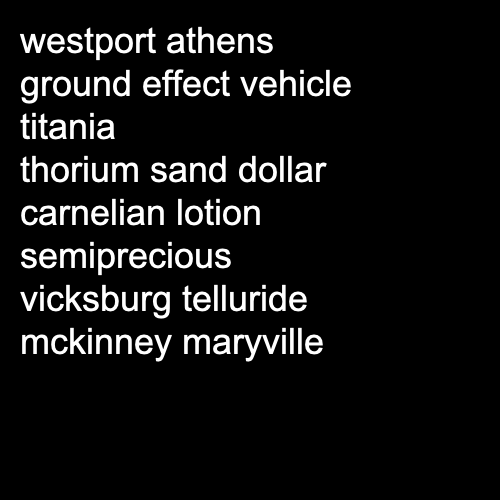 westport athens
ground effect vehicle
titania
thorium sand dollar
carnelian lotion
semiprecious
vicksburg telluride
mckinney maryville